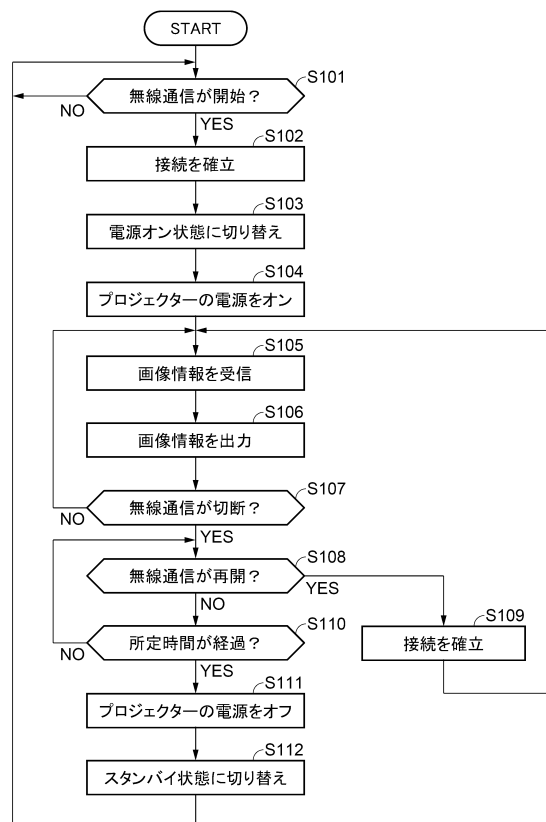 START
S101
無線通信が開始？
NO
YES
S102
接続を確立
S103
電源オン状態に切り替え
S104
プロジェクターの電源をオン
S105
画像情報を受信
S106
画像情報を出力
S107
無線通信が切断？
NO
YES
S108
無線通信が再開？
YES
NO
S109
接続を確立
S110
所定時間が経過？
NO
YES
S111
プロジェクターの電源をオフ
S112
スタンバイ状態に切り替え